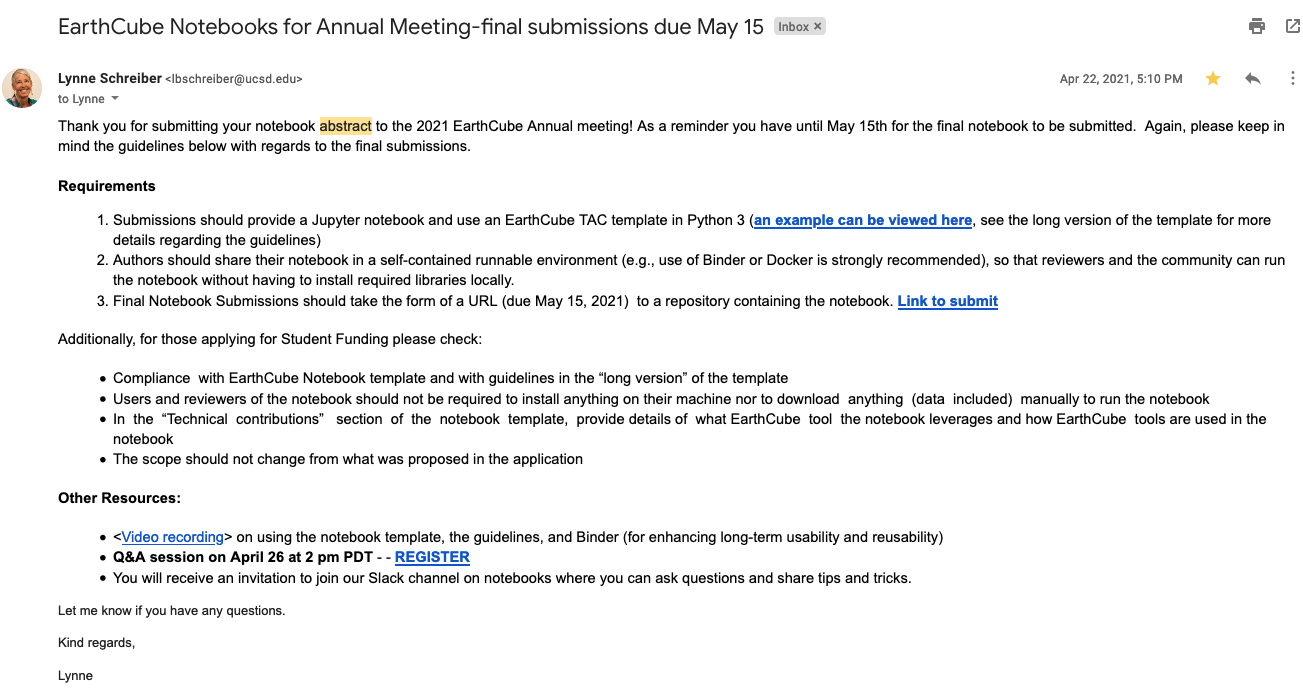 EarthCube Notebooks for Annual Meeting-final submissions due May 15 Inbox ×
Lynne Schreiber <lbschreiber@ucsd.edu> Apr 22, 2021, 5:10 PM
to Lynne
Thank you for submitting your notebook abstract to the 2021 EarthCube Annual meeting! As a reminder you have until May 15th for the final notebook to be submitted.  Again, please keep in
mind the guidelines below with regards to the final submissions.
Requirements
1. Submissions should provide a Jupyter notebook and use an EarthCube TAC template in Python 3 (an example can be viewed here, see the long version of the template for more
details regarding the guidelines)
2. Authors should share their notebook in a self-contained runnable environment (e.g., use of Binder or Docker is strongly recommended), so that reviewers and the community can run
the notebook without having to install required libraries locally.
3. Final Notebook Submissions should take the form of a URL (due May 15, 2021)  to a repository containing the notebook. Link to submit
Additionally, for those applying for Student Funding please check:
• Compliance  with EarthCube Notebook template and with guidelines in the “long version” of the template
• Users and reviewers of the notebook should not be required to install anything on their machine nor to download  anything  (data  included)  manually to run the notebook
• In  the  “Technical  contributions”   section  of  the  notebook  template,  provide details of  what EarthCube  tool  the notebook leverages and how EarthCube  tools are used in the
notebook
• The scope should not change from what was proposed in the application
Other Resources:
• <Video recording> on using the notebook template, the guidelines, and Binder (for enhancing long-term usability and reusability)
• Q&A session on April 26 at 2 pm PDT - - REGISTER
• You will receive an invitation to join our Slack channel on notebooks where you can ask questions and share tips and tricks.
Let me know if you have any questions.
Kind regards,
Lynne